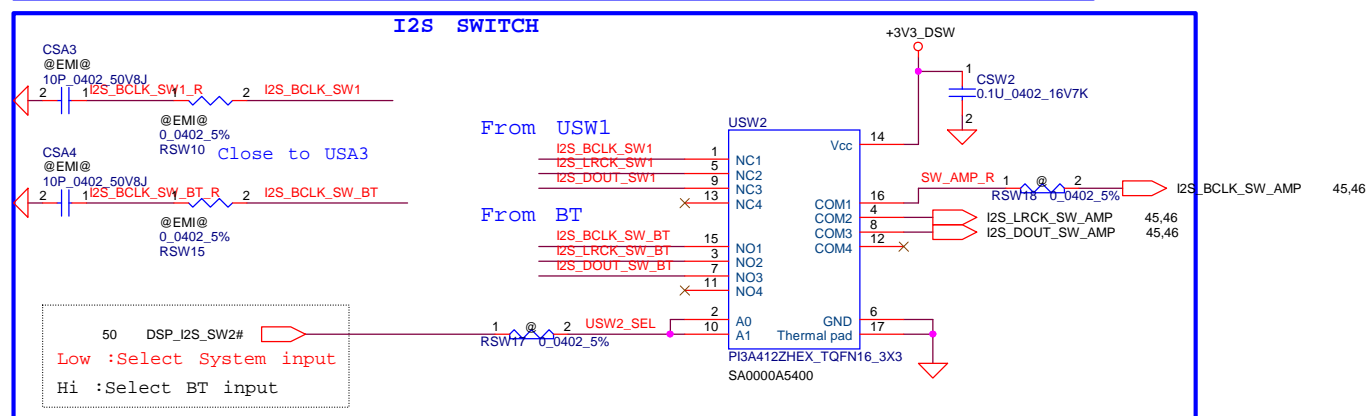 I2S SWITCH
CSA3
@EMI@
10P_0402_50V8J
2 1 I2S_BCLK_SW1_R 1 2 I2S_BCLK_SW1
@EMI@
0_0402_5%
RSW10
Close to USA3
CSA4
@EMI@
10P_0402_50V8J
2 1 I2S_BCLK_SW_BT_R 1 2 I2S_BCLK_SW_BT
@EMI@
0_0402_5%
RSW15
+3V3_DSW
1
CSW2
0.1U_0402_16V7K
2
From USW1
I2S_BCLK_SW1
I2S_LRCK_SW1
I2S_DOUT_SW1
From BT
I2S_BCLK_SW_BT
I2S_LRCK_SW_BT
I2S_DOUT_SW_BT
USW2
Vcc 14
1 NC1
5 NC2
9 NC3
13 NC4
15 NO1
3 NO2
7 NO3
11 NO4
2 A0
10 A1
COM1 16
COM2 4
COM3 8
COM4 12
GND 6
Thermal pad 17
PI3A412ZHEX_TQFN16_3X3
SA0000A5400
SW_AMP_R 1 @ 2
RSW18 0_0402_5%
I2S_BCLK_SW_AMP 45,46
I2S_LRCK_SW_AMP 45,46
I2S_DOUT_SW_AMP 45,46
50 DSP_I2S_SW2#
1 @ 2 USW2_SEL
RSW17 0_0402_5%
Low :Select System input
Hi :Select BT input